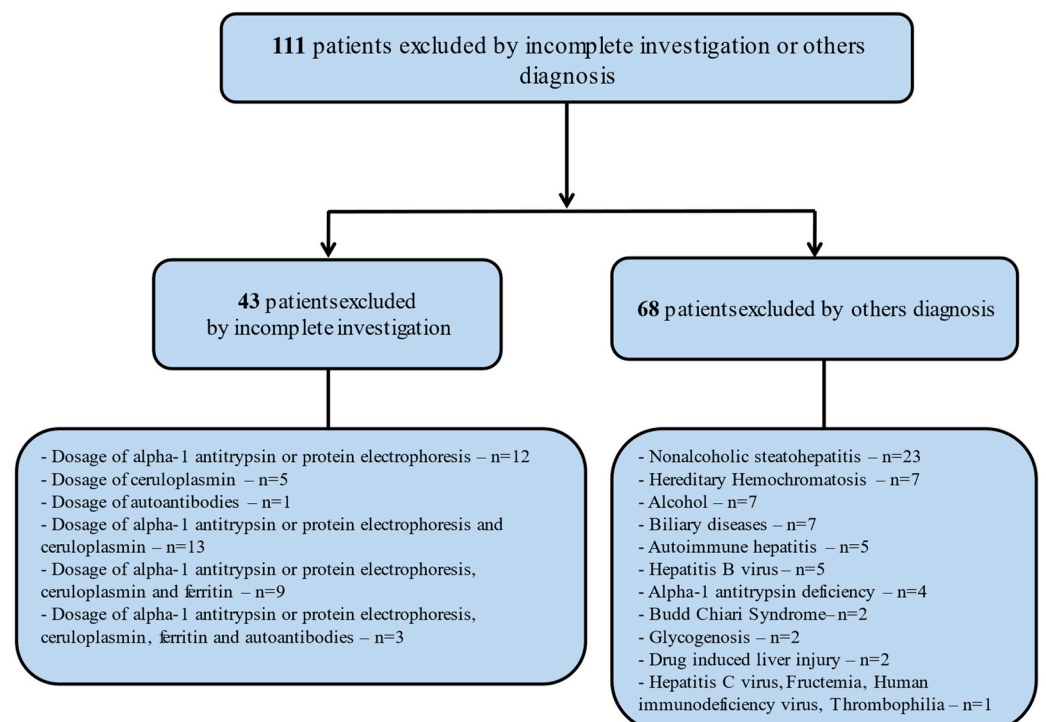 111 patients excluded by incomplete investigation or others
diagnosis
43 patients excluded
by incomplete investigation
68 patients excluded by others diagnosis
- Dosage of alpha-1 antitrypsin or protein electrophoresis – n=12
- Dosage of ceruloplasmin – n=5
- Dosage of autoantibodies – n=1
- Dosage of alpha-1 antitrypsin or protein electrophoresis and
ceruloplasmin – n=13
- Dosage of alpha-1 antitrypsin or protein electrophoresis,
ceruloplasmin and ferritin – n=9
- Dosage of alpha-1 antitrypsin or protein electrophoresis,
ceruloplasmin, ferritin and autoantibodies – n=3
- Nonalcoholic steatohepatitis – n=23
- Hereditary Hemochromatosis – n=7
- Alcohol – n=7
- Biliary diseases – n=7
- Autoimmune hepatitis – n=5
- Hepatitis B virus – n=5
- Alpha-1 antitrypsin deficiency – n=4
- Budd Chiari Syndrome– n=2
- Glycogenosis – n=2
- Drug induced liver injury – n=2
- Hepatitis C virus, Fructemia, Human
immunodeficiency virus, Thrombophilia – n=1